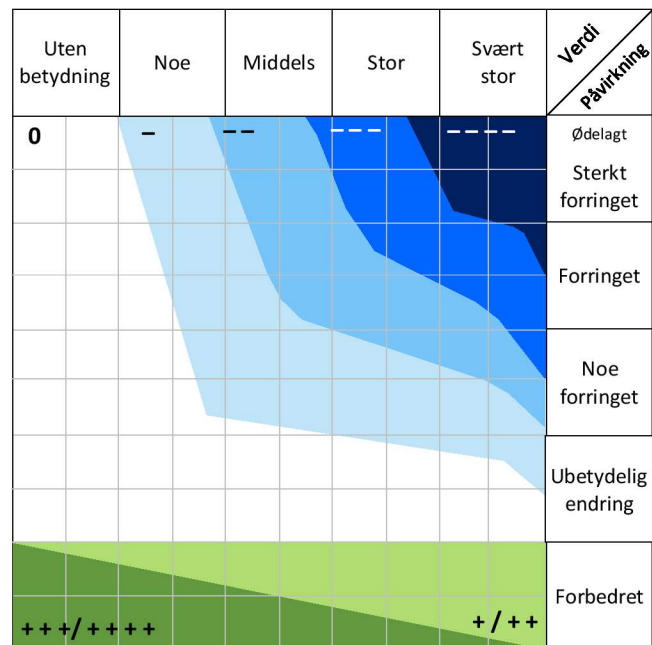 Uten
betydning
Noe
Middels
Stor
Svært
stor
Verdi
Påvirkning
0
-
--
---
----
Ødelagt
Sterkt
forringet
Forringet
Noe
forringet
Ubetydelig
endring
Forbedret
+++/++++
+/++